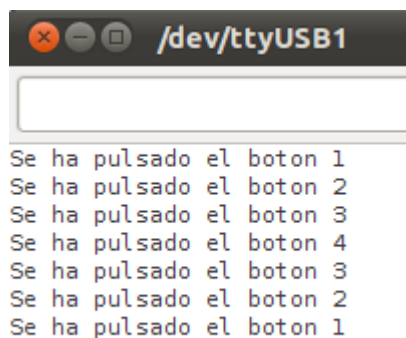 /dev/ttyUSB1
Se ha pulsado el boton 1
Se ha pulsado el boton 2
Se ha pulsado el boton 3
Se ha pulsado el boton 4
Se ha pulsado el boton 3
Se ha pulsado el boton 2
Se ha pulsado el boton 1